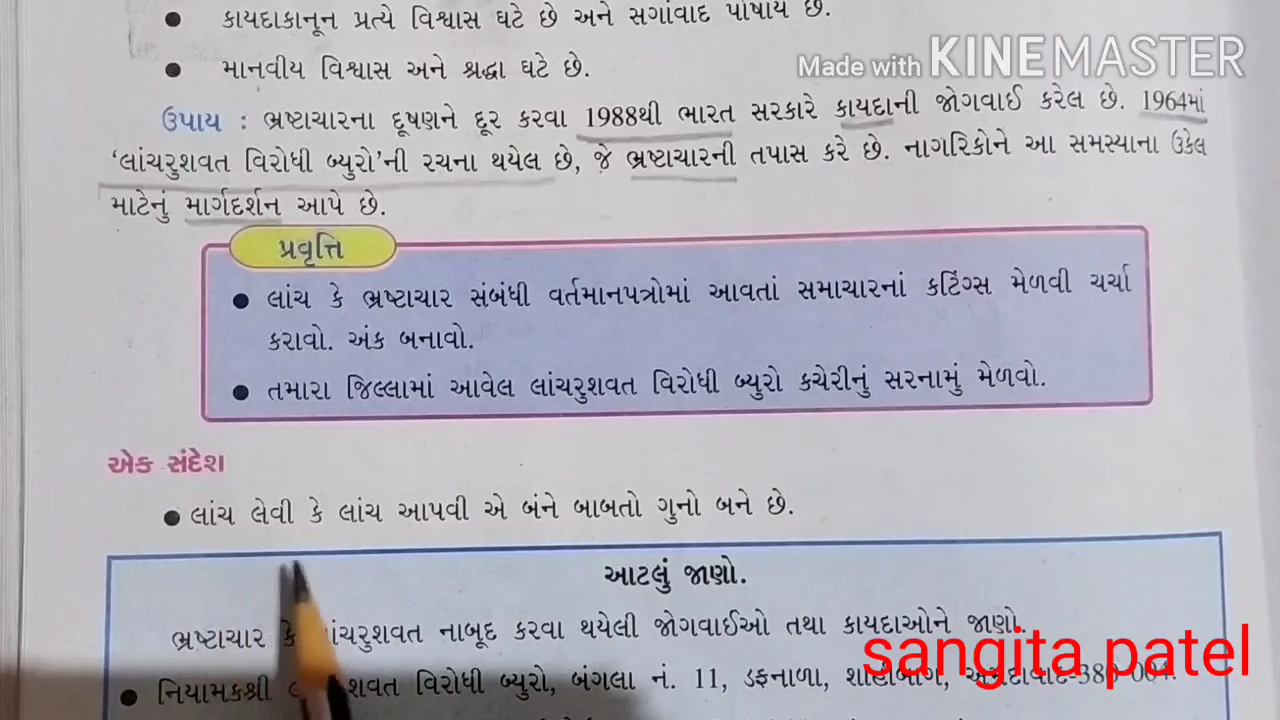 કાયદાકાનૂન પ્રત્યે વિશ્વાસ ઘટે છે અને સગાંવાદ પોષાય છે.
માનવીય વિશ્વાસ અને શ્રદ્ધા ઘટે છે.
Made with KINEMASTER
ઉપાય : ભ્રષ્ટાચારના દૂષણને દૂર કરવા 1988થી ભારત સરકારે કાયદાની જોગવાઈ કરેલ છે. 1964માં
‘લાંચરુશવત વિરોધી બ્યુરો’ની રચના થયેલ છે, જે ભ્રષ્ટાચારની તપાસ કરે છે. નાગરિકોને આ સમસ્યાના ઉકેલ
માટેનું માર્ગદર્શન આપે છે.
પ્રવૃત્તિ
લાંચ કે ભ્રષ્ટાચાર સંબંધી વર્તમાનપત્રોમાં આવતાં સમાચારનાં કટિંગ્સ મેળવી ચર્ચા
કરાવો. અંક બનાવો.
તમારા જિલ્લામાં આવેલ લાંચરુશવત વિરોધી બ્યુરો કચેરીનું સરનામું મેળવો.
એક સંદેશ
લાંચ લેવી કે લાંચ આપવી એ બંને બાબતો ગુનો બને છે.
આટલું જાણો.
ભ્રષ્ટાચાર કે લાંચરુશવત નાબૂદ કરવા થયેલી જોગવાઈઓ તથા કાયદાઓને જાણો.
sangita patel
નિયામકશ્રી વિરોધી બ્યુરો, બંગલા નં. 11, ડફનાળા, શાહીબાગ,